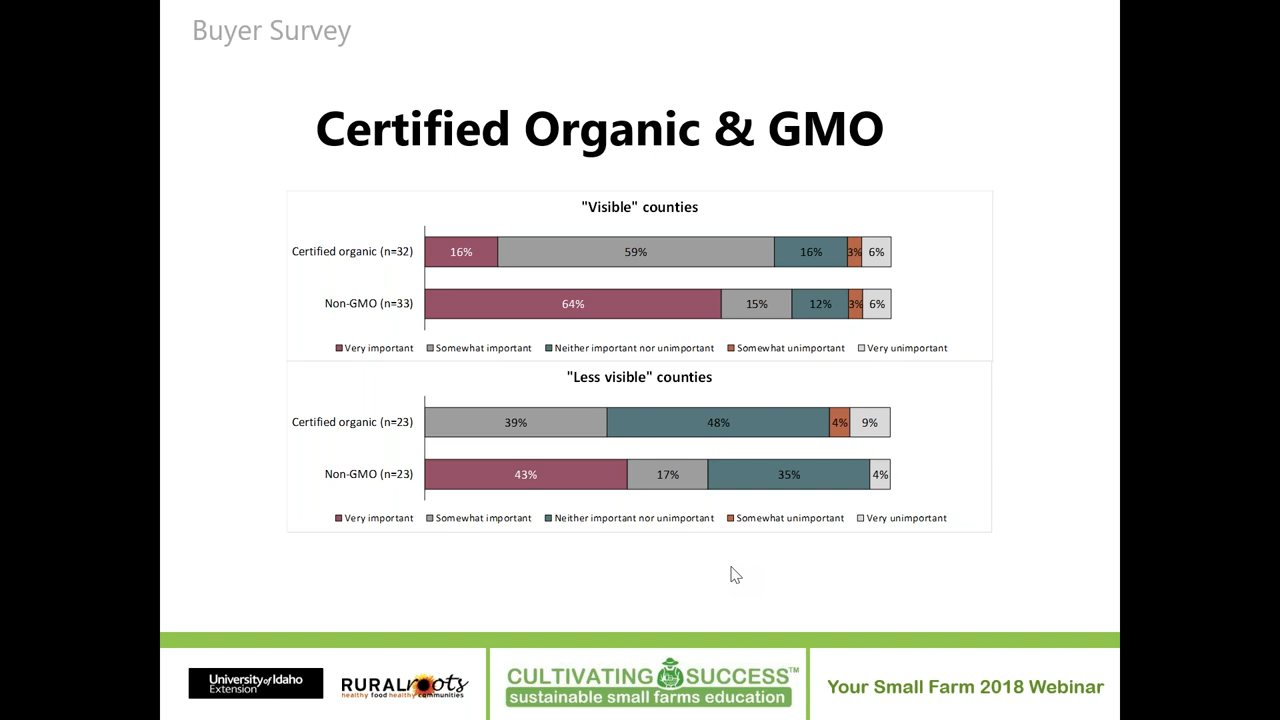 Buyer Survey
Certified Organic & GMO
"Visible" counties
Certified organic (n=32) 16% 59% 16% 3% 6%
Non-GMO (n=33) 64% 15% 12% 3% 6%
Very important Somewhat important Neither important nor unimportant Somewhat unimportant Very unimportant
"Less visible" counties
Certified organic (n=23) 39% 48% 4% 9%
Non-GMO (n=23) 43% 17% 35% 4%
Very important Somewhat important Neither important nor unimportant Somewhat unimportant Very unimportant
University of Idaho
Extension
RURAL roots
healthy food healthy communities
CULTIVATING SUCCESS™
sustainable small farms education
Your Small Farm 2018 Webinar